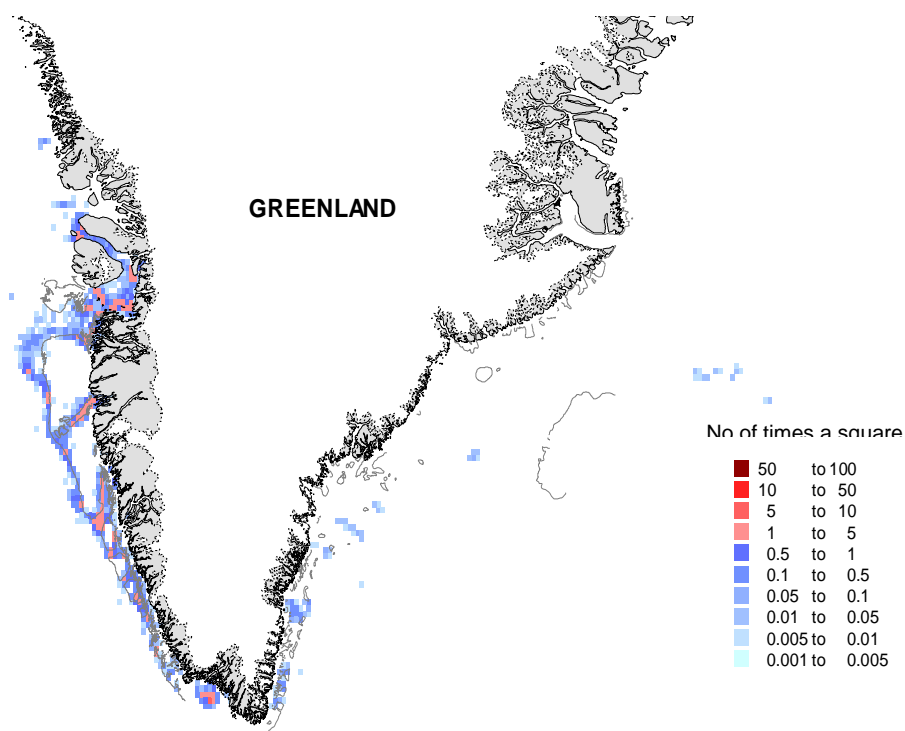 GREENLAND
No of times a square
50 to 100
10 to 50
5 to 10
1 to 5
0.5 to 1
0.1 to 0.5
0.05 to 0.1
0.01 to 0.05
0.005 to 0.01
0.001 to 0.005